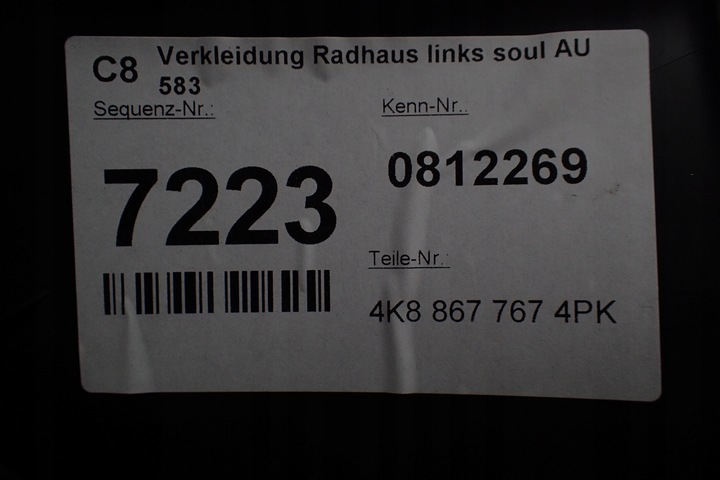 C8 Verkleidung Radhaus links soul AU
583
Sequenz-Nr.: Kenn-Nr.:
7223 0812269
Teile-Nr.:
4K8 867 767 4PK